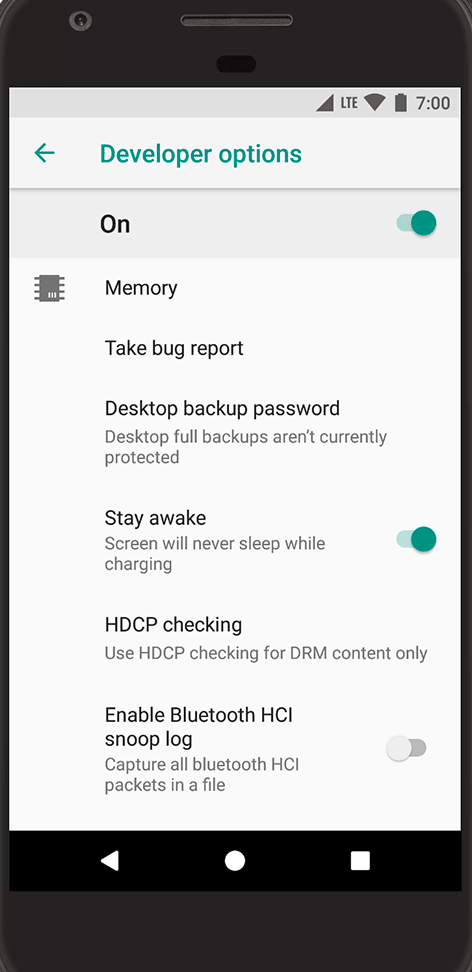 LTE 7:00
Developer options
On
Memory
Take bug report
Desktop backup password
Desktop full backups aren’t currently
protected
Stay awake
Screen will never sleep while
charging
HDCP checking
Use HDCP checking for DRM content only
Enable Bluetooth HCI
snoop log
Capture all bluetooth HCI
packets in a file